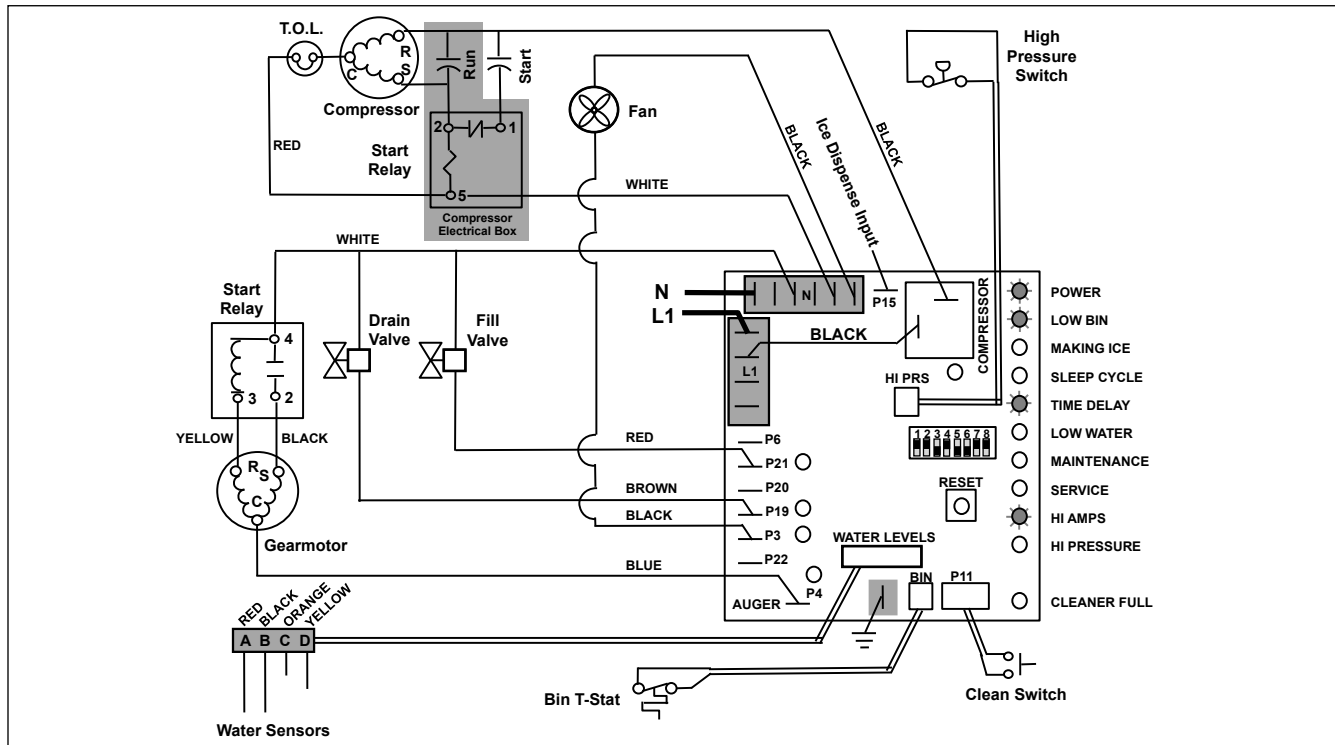 T.O.L.
R
S
C
Compressor
Run
Start
High
Pressure
Switch
Fan
2
1
RED
Start
Relay
5
Compressor
Electrical Box
WHITE
BLACK
Ice Dispense Input
BLACK
WHITE
Start
Relay
4
3
2
Drain
Valve
Fill
Valve
N
L1
N
P15
L1
BLACK
COMPRESSOR
HI PRS
POWER
LOW BIN
MAKING ICE
SLEEP CYCLE
TIME DELAY
LOW WATER
MAINTENANCE
SERVICE
HI AMPS
HI PRESSURE
CLEANER FULL
1 2 3 4 5 6 7 8
RESET
YELLOW
BLACK
R
S
C
Gearmotor
RED
BROWN
BLACK
BLUE
P6
P21
P20
P19
P3
P22
P4
AUGER
WATER LEVELS
BIN
P11
RED
BLACK
ORANGE
YELLOW
A B C D
Water Sensors
Bin T-Stat
Clean Switch